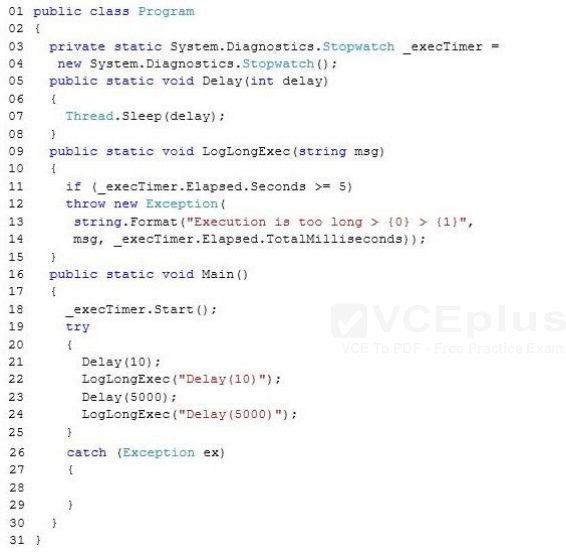 01 public class Program
02 {
03 private static System.Diagnostics.Stopwatch _execTimer =
04 new System.Diagnostics.Stopwatch();
05 public static void Delay(int delay)
06 {
07 Thread.Sleep(delay);
08 }
09 public static void LogLongExec(string msg)
10 {
11 if (_execTimer.Elapsed.Seconds >= 5)
12 throw new Exception(
13 string.Format("Execution is too long > {0} > {1}",
14 msg, _execTimer.Elapsed.TotalMilliseconds));
15 }
16 public static void Main()
17 {
18 _execTimer.Start();
19 try
20 {
21 Delay(10);
22 LogLongExec("Delay(10)");
23 Delay(5000);
24 LogLongExec("Delay(5000)");
25 }
26 catch (Exception ex)
27 {
28
29 }
30 }
31 }
VCEplus
VCE To PDF - Free Practice Exam